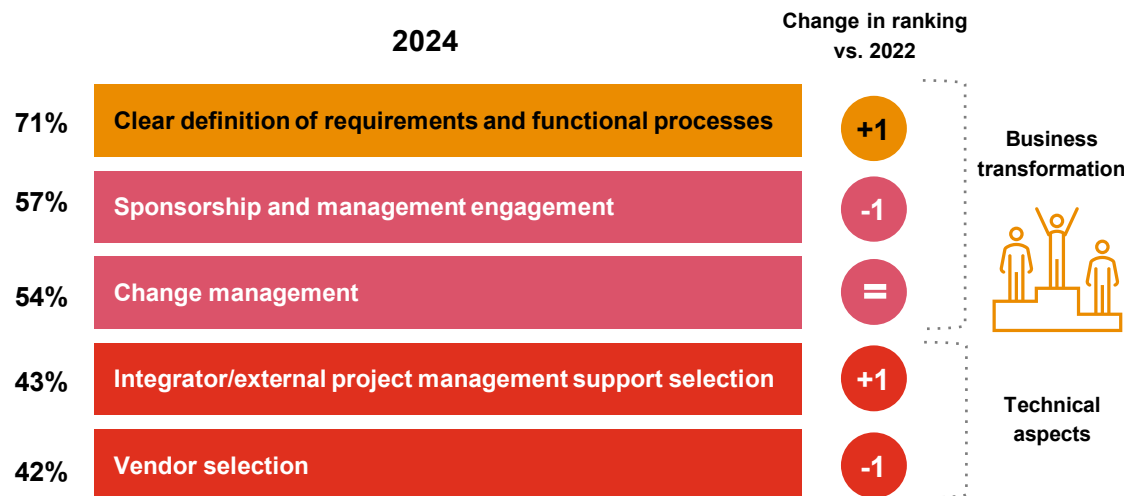 2024
Change in ranking
vs. 2022
71%
Clear definition of requirements and functional processes
+1
57%
Sponsorship and management engagement
-1
54%
Change management
=
43%
Integrator/external project management support selection
+1
42%
Vendor selection
-1
Business
transformation
Technical
aspects